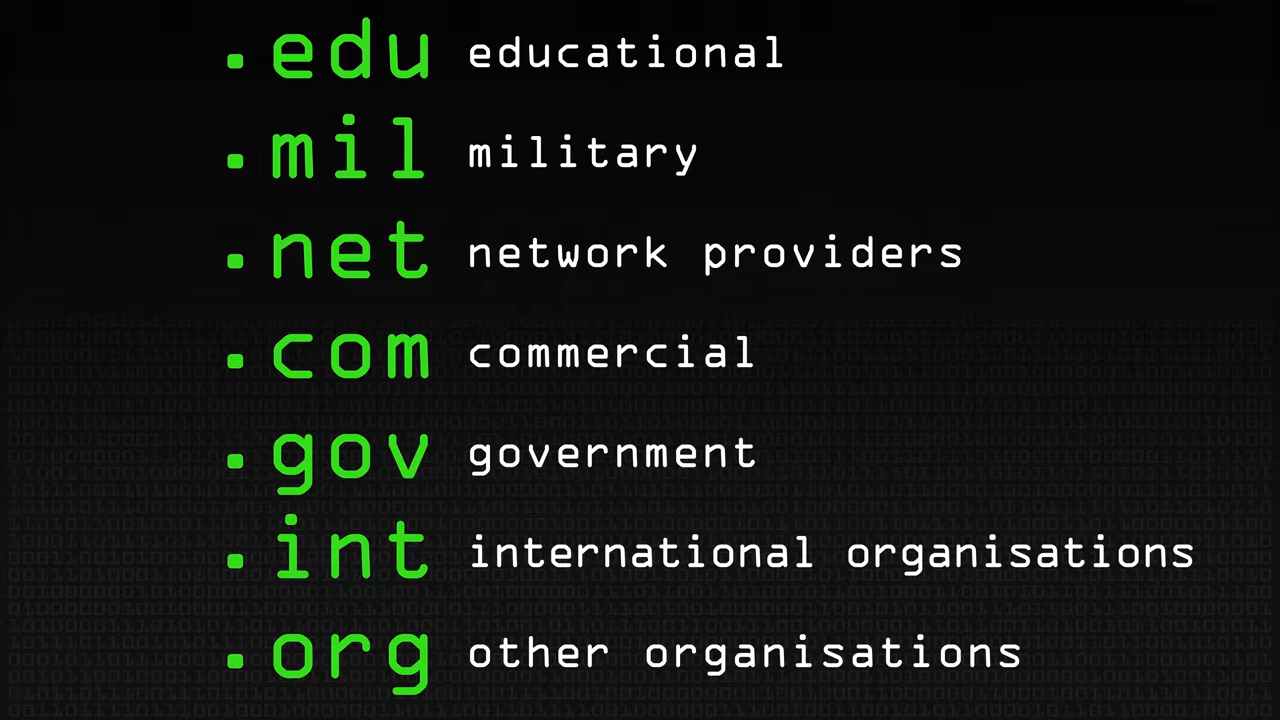 .edu educational
.mil military
.net network providers
.com commercial
.gov government
.int international organisations
.org other organisations